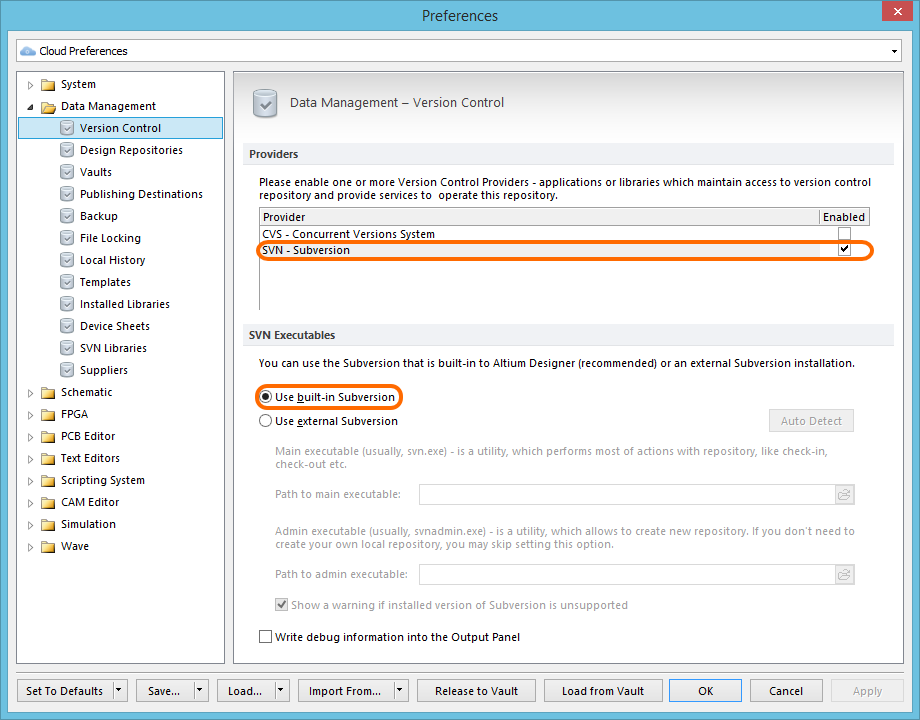 Preferences
Cloud Preferences
System
Data Management
Version Control
Design Repositories
Vaults
Publishing Destinations
Backup
File Locking
Local History
Templates
Installed Libraries
Device Sheets
SVN Libraries
Suppliers
Schematic
FPGA
PCB Editor
Text Editors
Scripting System
CAM Editor
Simulation
Wave
Data Management – Version Control
Providers
Please enable one or more Version Control Providers - applications or libraries which maintain access to version control
repository and provide services to operate this repository.
Provider Enabled
CVS - Concurrent Versions System
SVN - Subversion
SVN Executables
You can use the Subversion that is built-in to Altium Designer (recommended) or an external Subversion installation.
Use built-in Subversion
Use external Subversion
Auto Detect
Main executable (usually, svn.exe) - is a utility, which performs most of actions with repository, like check-in,
check-out etc.
Path to main executable:
Admin executable (usually, svnadmin.exe) - is a utility, which allows to create new repository. If you don't need to
create your own local repository, you may skip setting this option.
Path to admin executable:
Show a warning if installed version of Subversion is unsupported
Write debug information into the Output Panel
Set To Defaults Save... Load... Import From... Release to Vault Load from Vault OK Cancel Apply